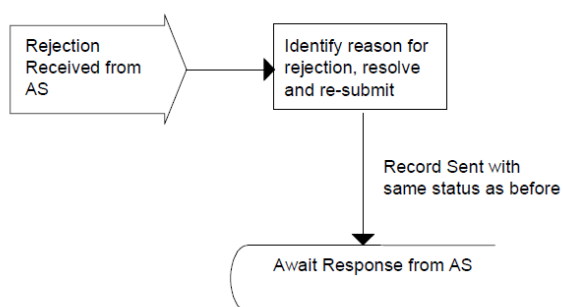 Rejection
Received from
AS
Identify reason for
rejection, resolve
and re-submit
Record Sent with
same status as before
Await Response from AS